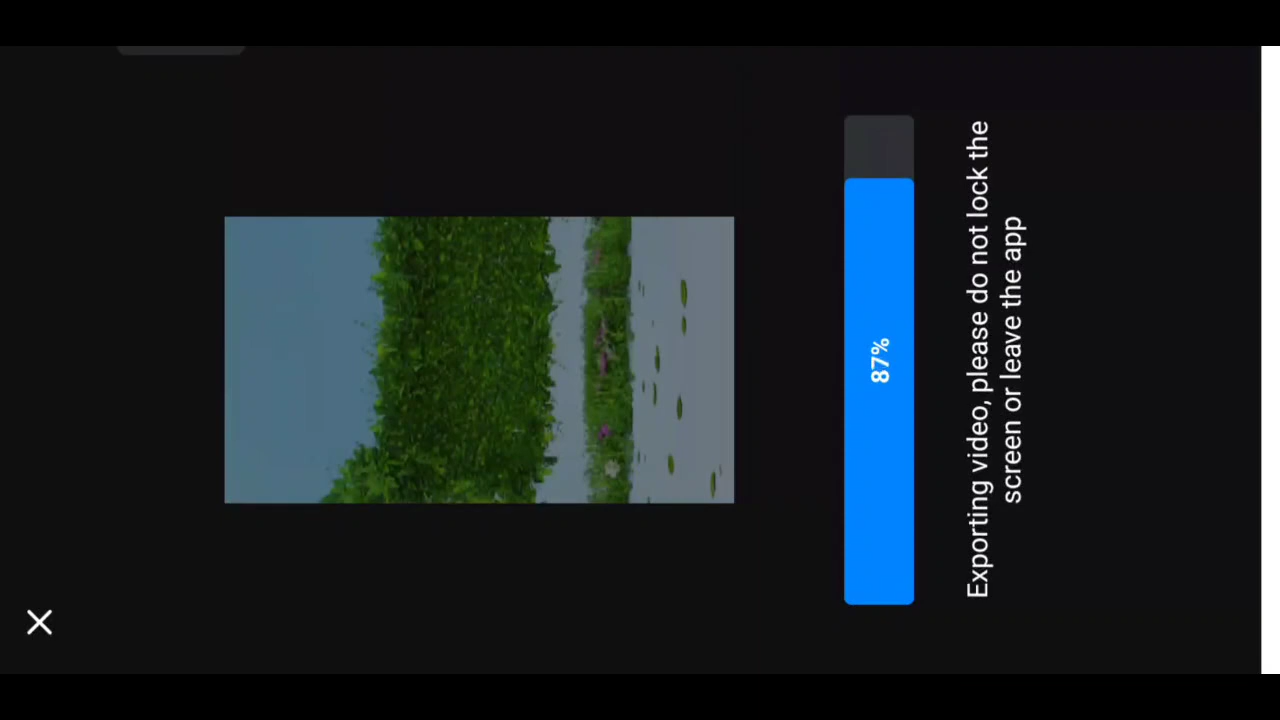 87%
Exporting video, please do not lock the
screen or leave the app